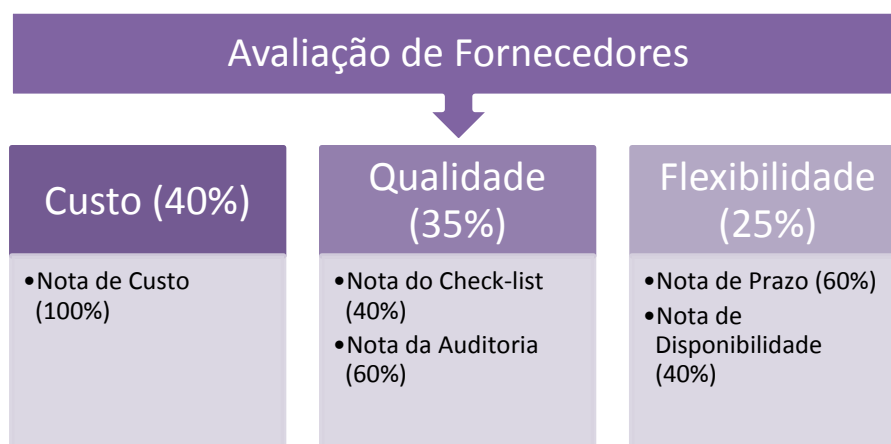 Avaliação de Fornecedores
Custo (40%)
•Nota de Custo
(100%)
Qualidade
(35%)
•Nota do Check-list
(40%)
•Nota da Auditoria
(60%)
Flexibilidade
(25%)
•Nota de Prazo (60%)
•Nota de
Disponibilidade
(40%)